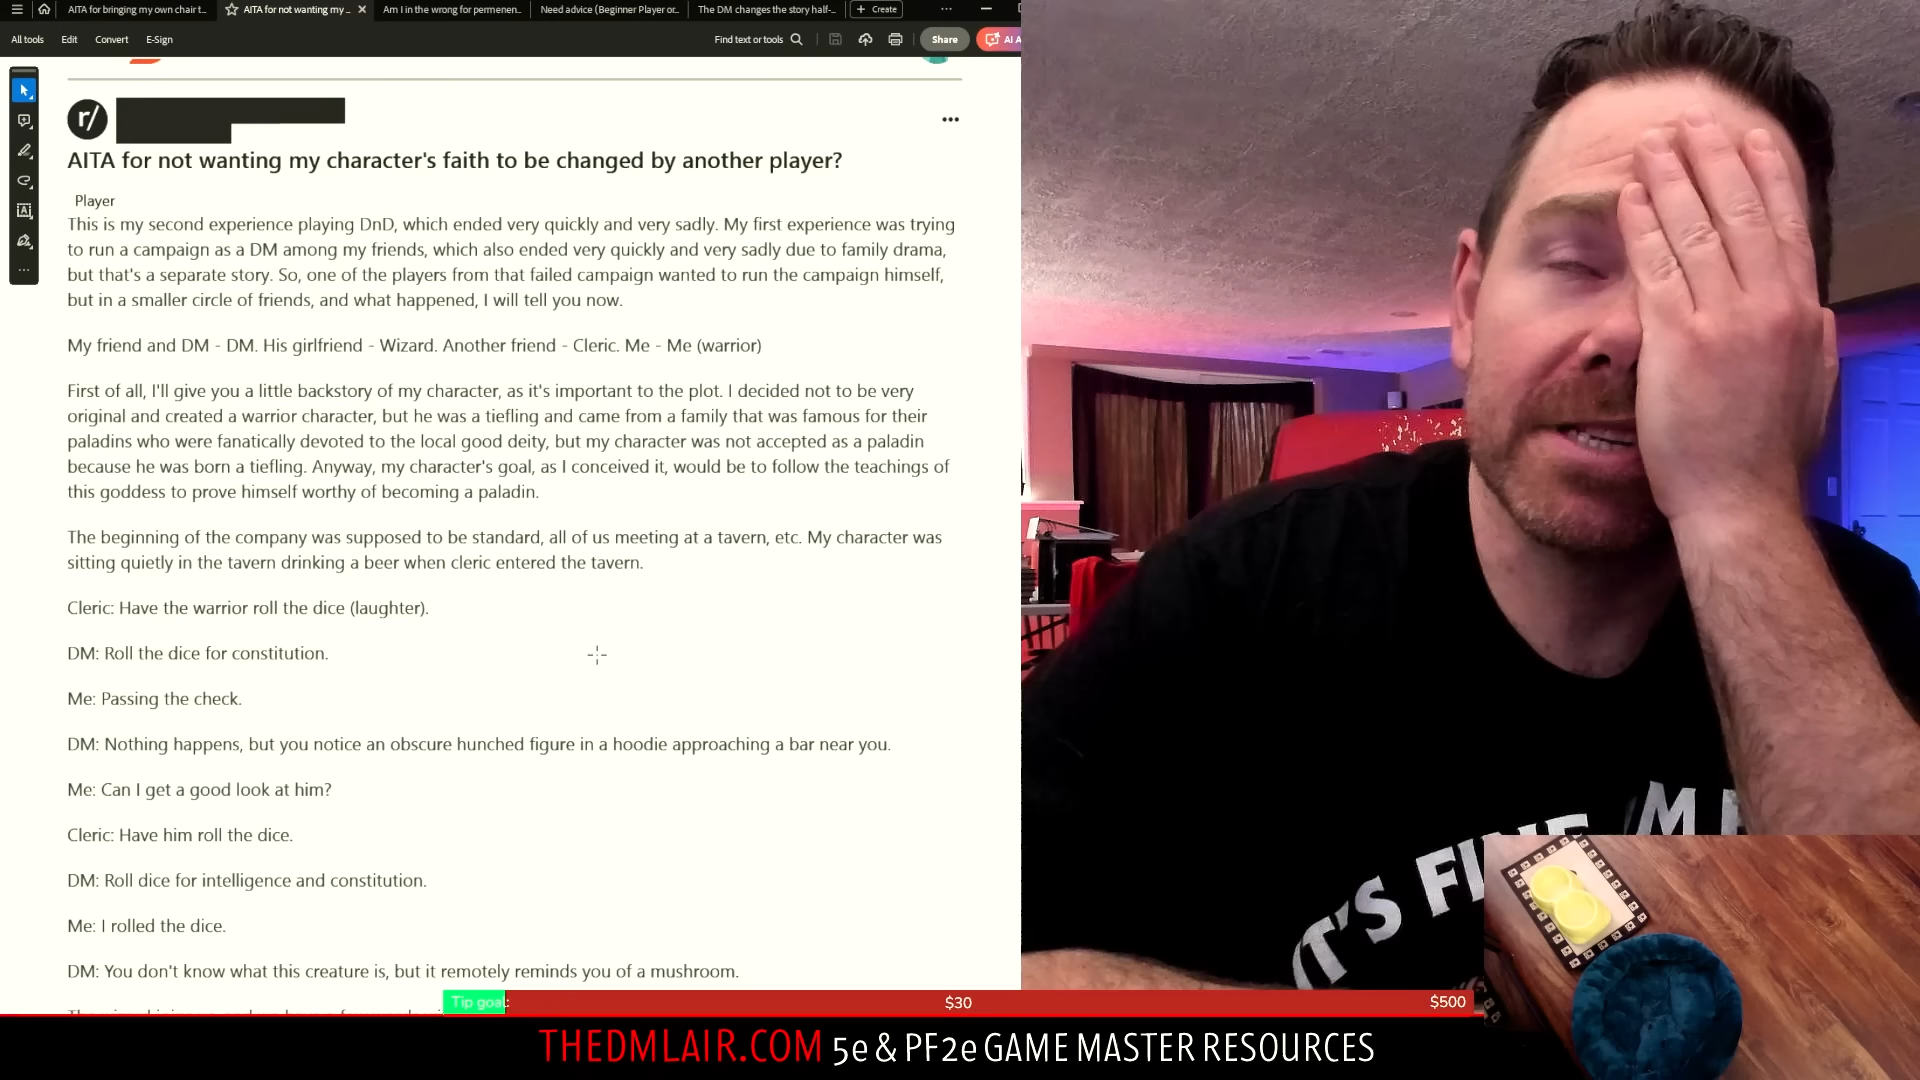 AITA for bringing my own chair t...
AITA for not wanting my ...
Am I in the wrong for permenen...
Need advice (Beginner Player or...
The DM changes the story half-...
Create
All tools
Edit
Convert
E-Sign
Find text or tools
Share
AI A
r/
AITA for not wanting my character's faith to be changed by another player?
Player
This is my second experience playing DnD, which ended very quickly and very sadly. My first experience was trying
to run a campaign as a DM among my friends, which also ended very quickly and very sadly due to family drama,
but that's a separate story. So, one of the players from that failed campaign wanted to run the campaign himself,
but in a smaller circle of friends, and what happened, I will tell you now.
My friend and DM - DM. His girlfriend - Wizard. Another friend - Cleric. Me - Me (warrior)
First of all, I'll give you a little backstory of my character, as it's important to the plot. I decided not to be very
original and created a warrior character, but he was a tiefling and came from a family that was famous for their
paladins who were fanatically devoted to the local good deity, but my character was not accepted as a paladin
because he was born a tiefling. Anyway, my character's goal, as I conceived it, would be to follow the teachings of
this goddess to prove himself worthy of becoming a paladin.
The beginning of the company was supposed to be standard, all of us meeting at a tavern, etc. My character was
sitting quietly in the tavern drinking a beer when cleric entered the tavern.
Cleric: Have the warrior roll the dice (laughter).
DM: Roll the dice for constitution.
Me: Passing the check.
DM: Nothing happens, but you notice an obscure hunched figure in a hoodie approaching a bar near you.
Me: Can I get a good look at him?
Cleric: Have him roll the dice.
DM: Roll dice for intelligence and constitution.
Me: I rolled the dice.
DM: You don't know what this creature is, but it remotely reminds you of a mushroom.
IT'S FINE
Tip goal:
$30
$500
THEDMLAIR.COM 5e & PF2e GAME MASTER RESOURCES